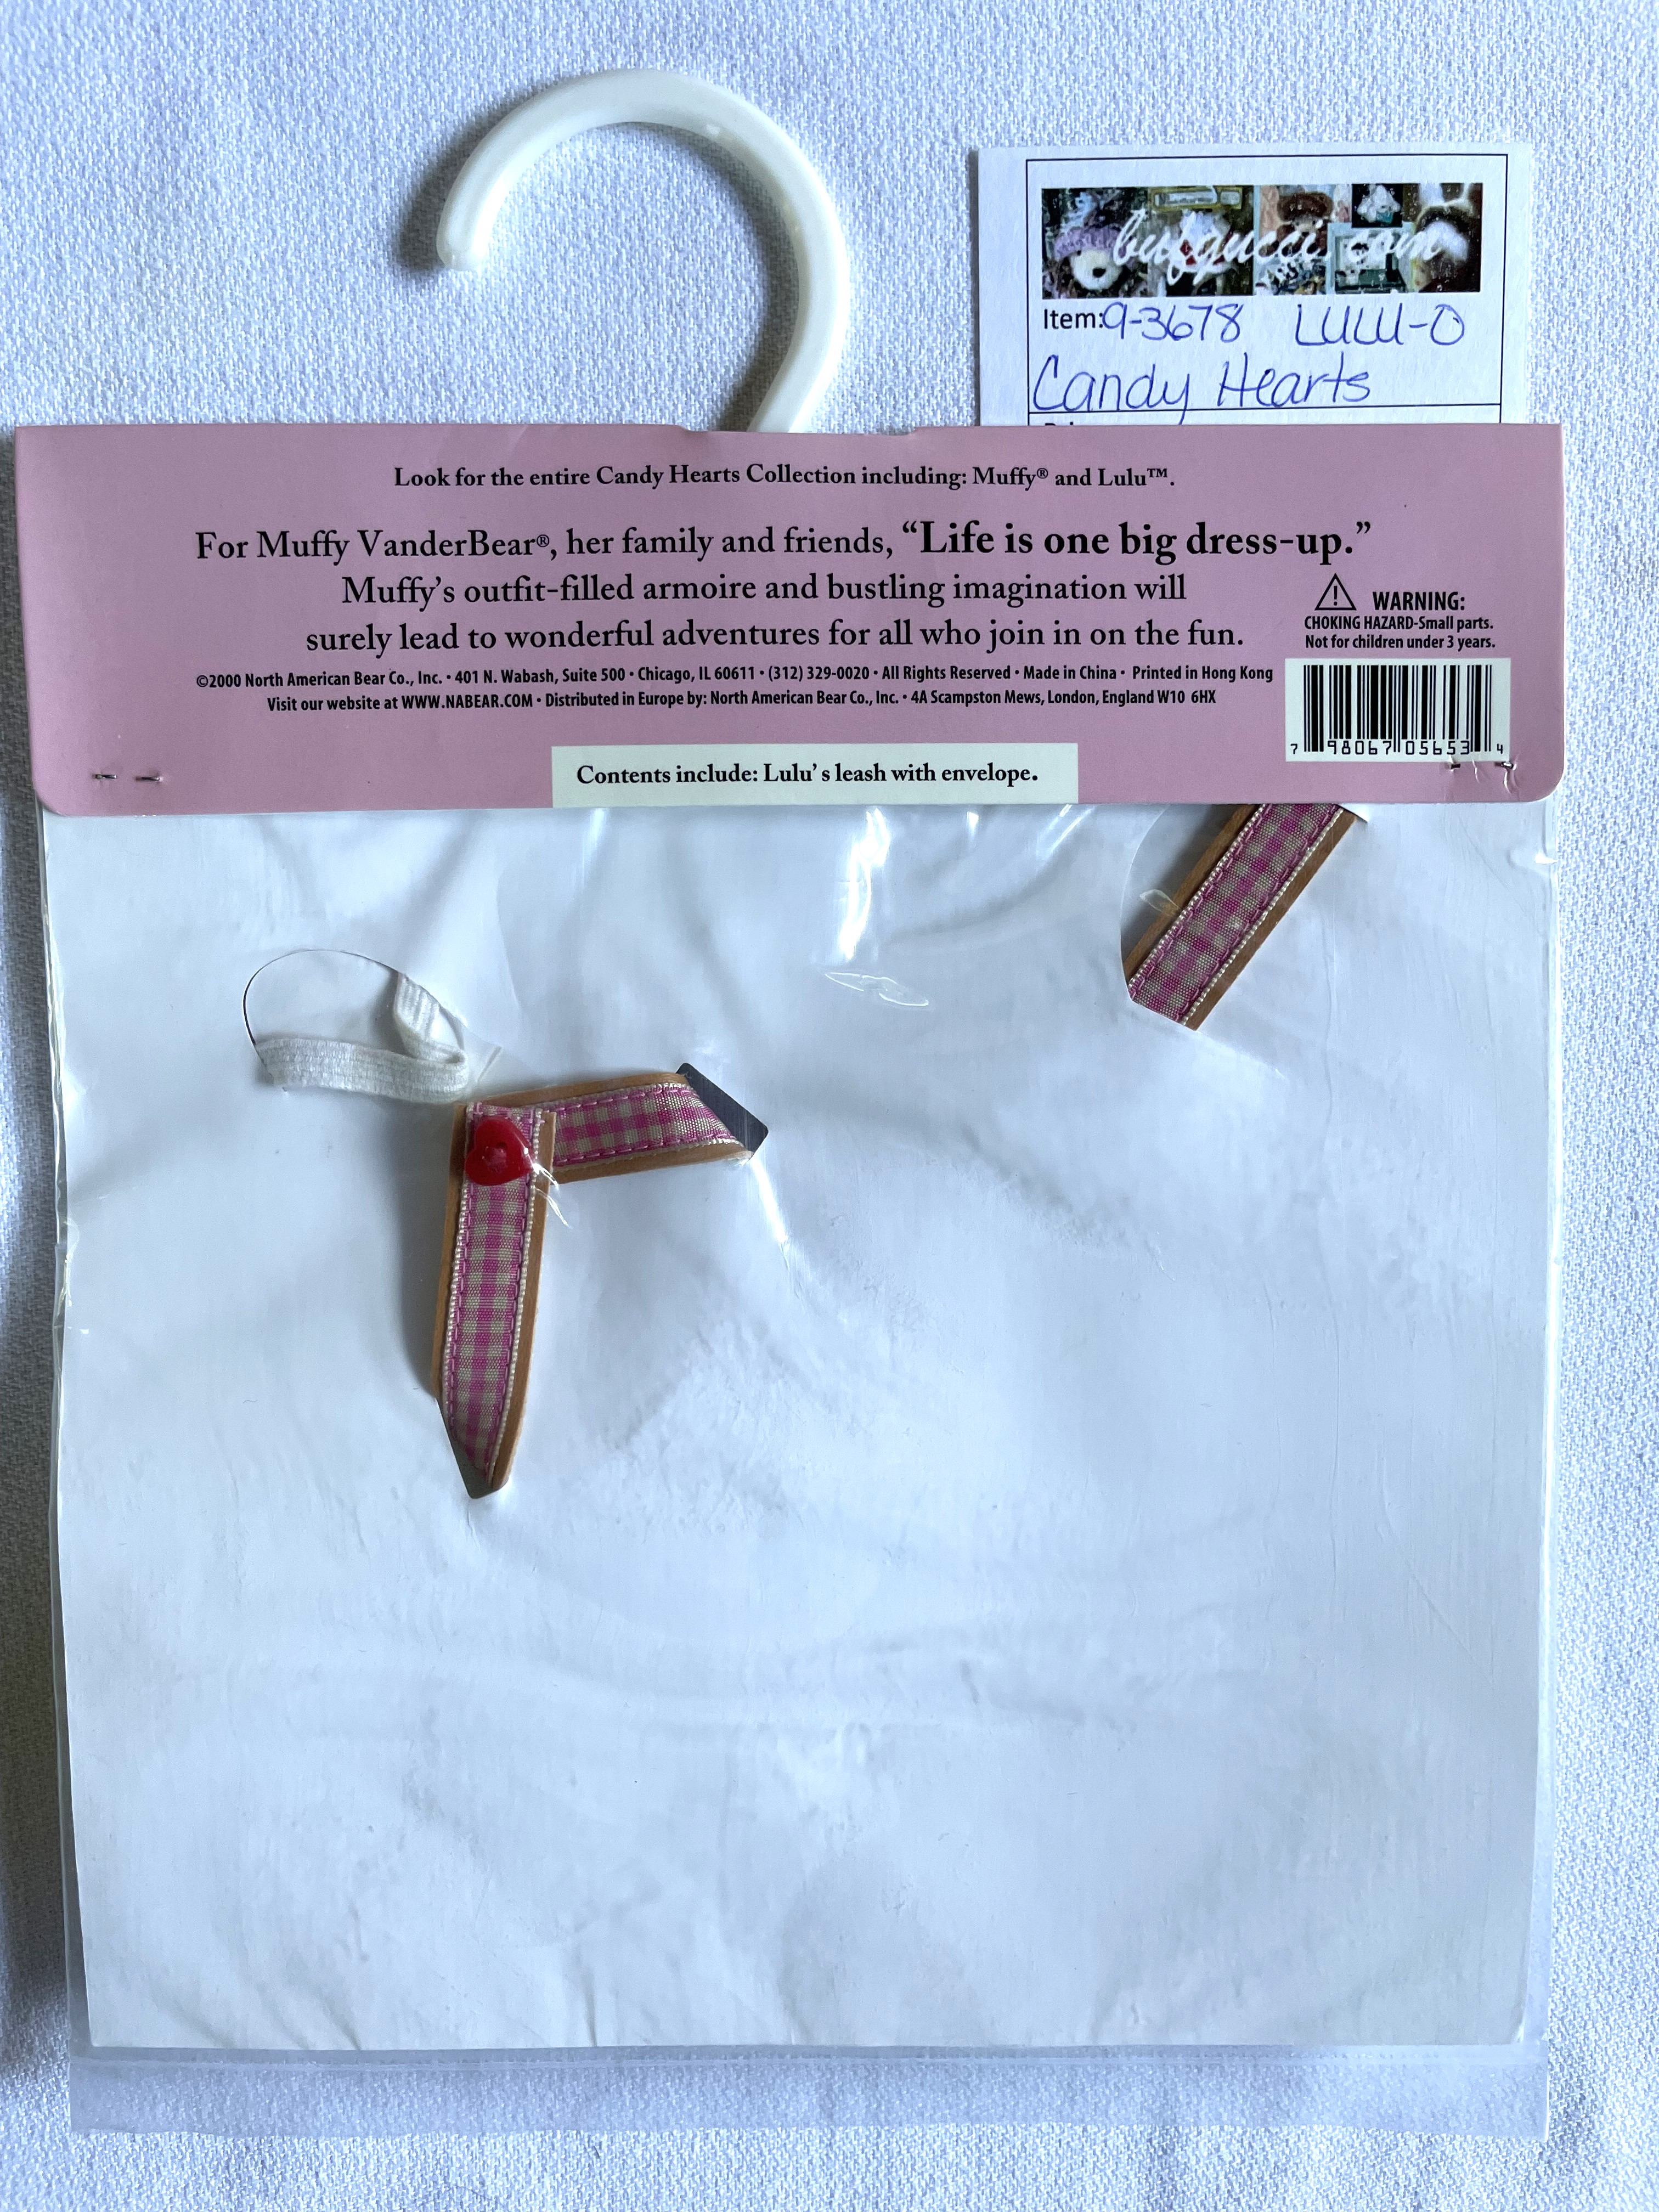 bufgucci.com
Item:9-3678 LULU-O
Candy Hearts
Look for the entire Candy Hearts Collection including: Muffy® and Lulu™.
For Muffy VanderBear®, her family and friends, “Life is one big dress-up.”
Muffy’s outfit-filled armoire and bustling imagination will
surely lead to wonderful adventures for all who join in on the fun.
WARNING:
CHOKING HAZARD-Small parts.
Not for children under 3 years.
©2000 North American Bear Co., Inc. • 401 N. Wabash, Suite 500 • Chicago, IL 60611 • (312) 329-0020 • All Rights Reserved • Made in China • Printed in Hong Kong
Visit our website at WWW.NABEAR.COM • Distributed in Europe by: North American Bear Co., Inc. • 4A Scampston Mews, London, England W10 6HX
7 98067 05653 4
Contents include: Lulu’s leash with envelope.